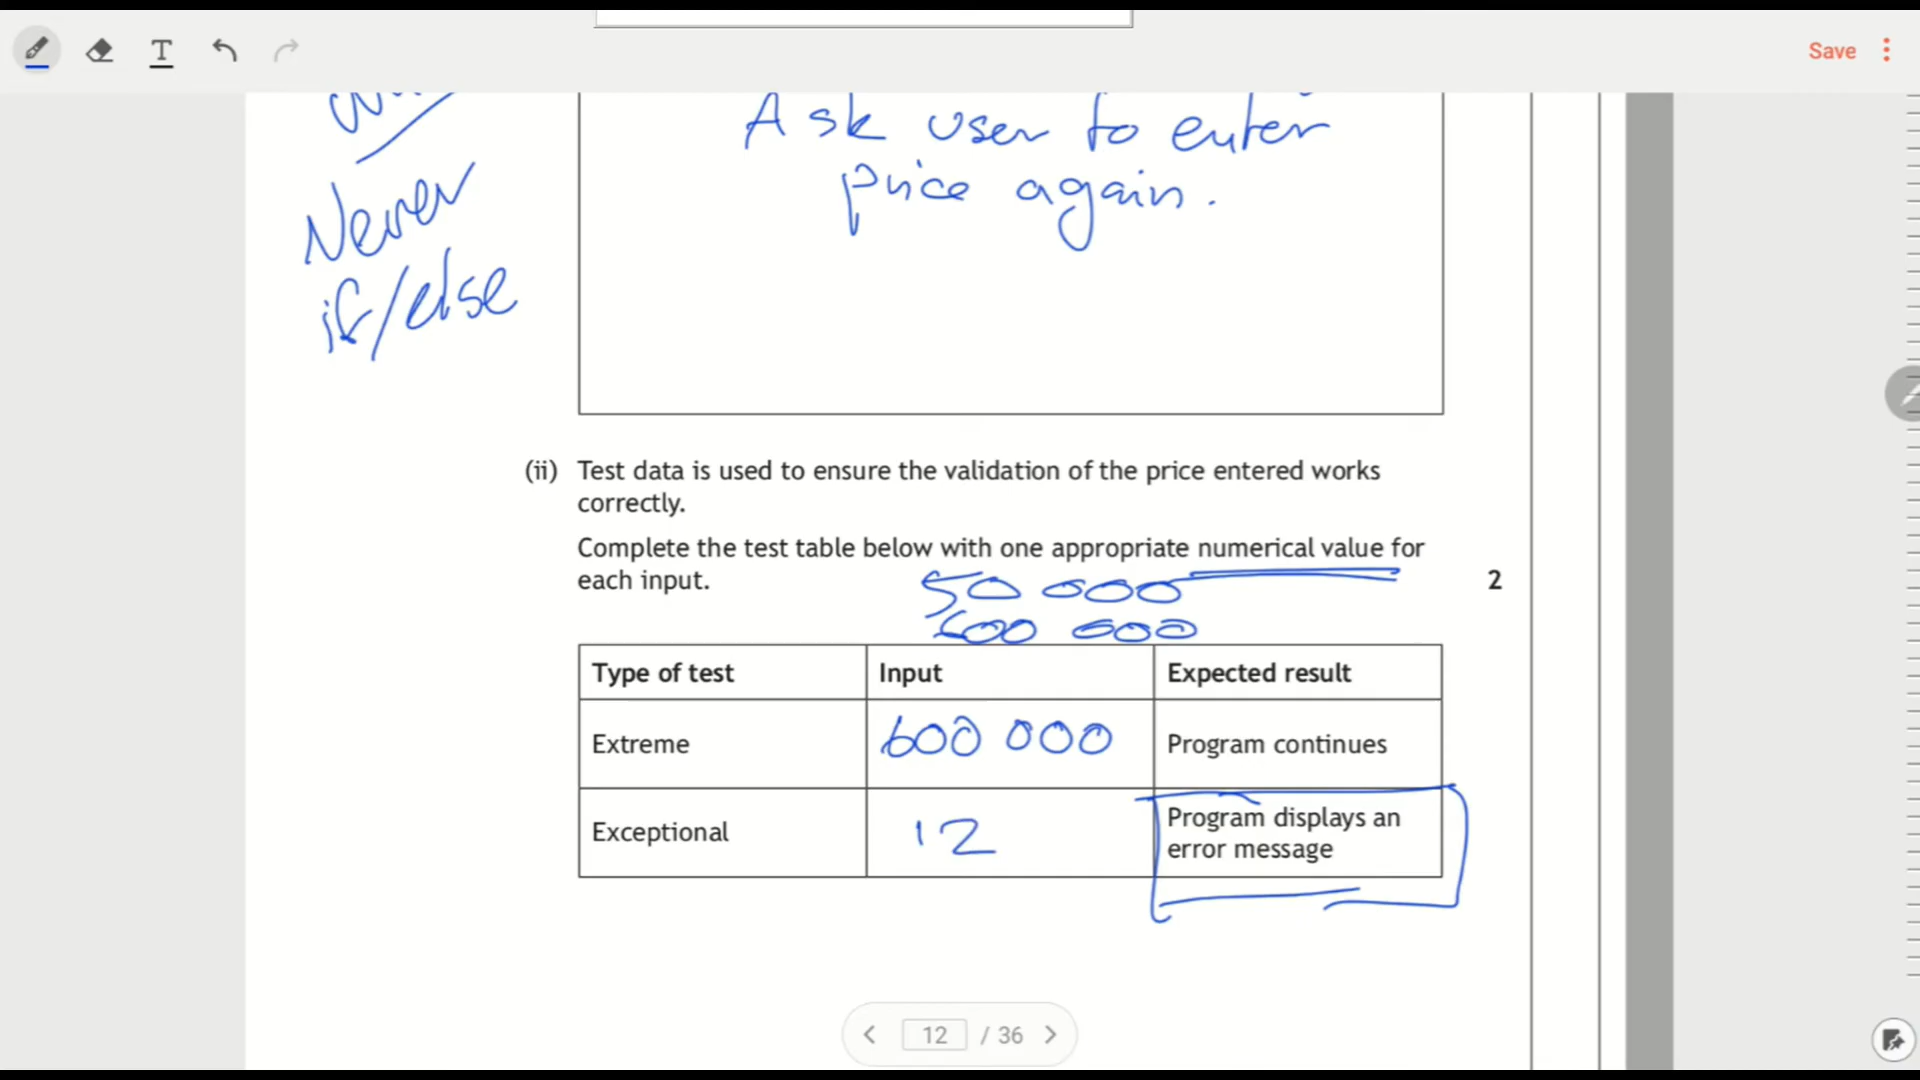 Save
Ask user to enter
price again.
Never
if/else
(ii) Test data is used to ensure the validation of the price entered works
correctly.
Complete the test table below with one appropriate numerical value for
each input.
2
50 000
600 000
Type of test Input Expected result
Extreme 600 000 Program continues
Exceptional 12 Program displays an
error message
12 / 36